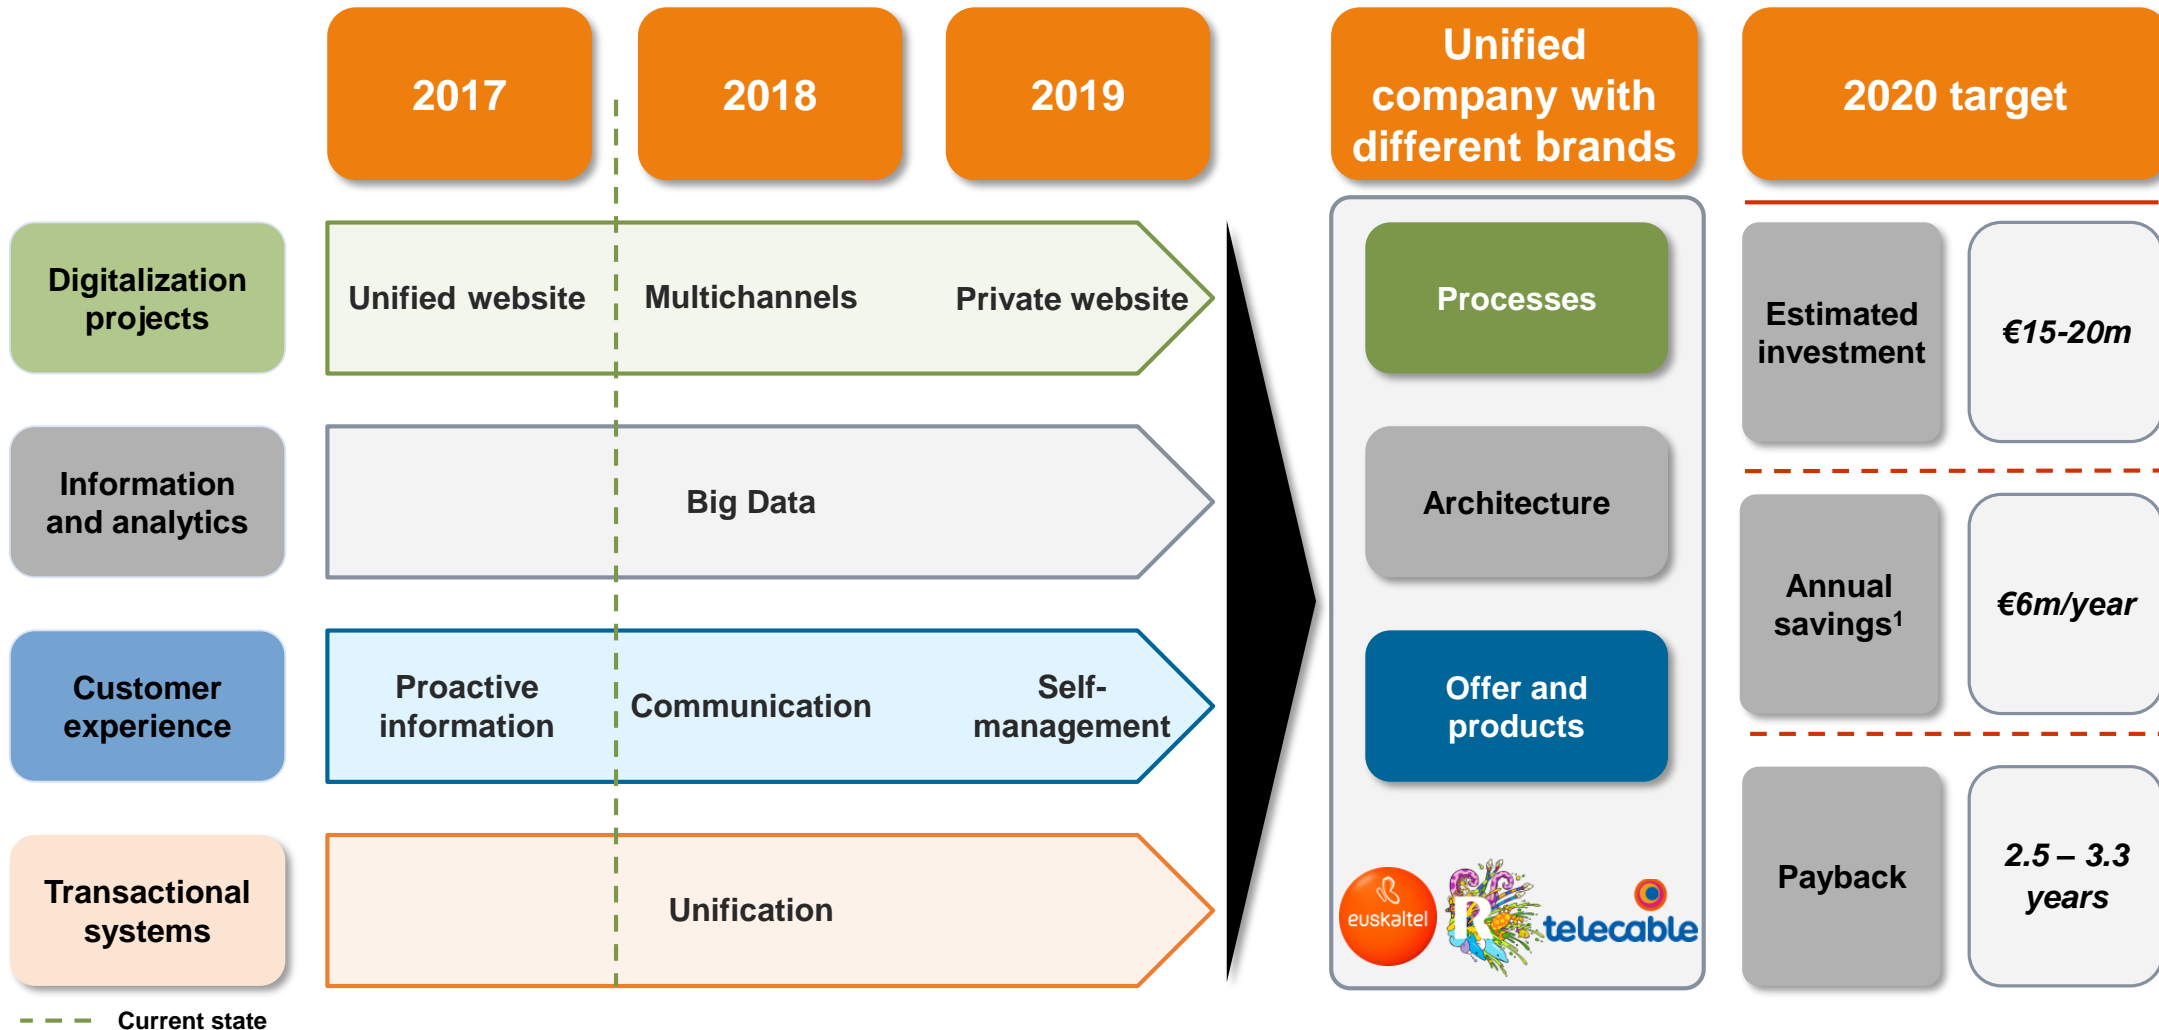 2017
2018
2019
Unified
company with
different brands
2020 target
Digitalization
projects
Unified website
Multichannels
Private website
Processes
Estimated
investment
€15-20m
Information
and analytics
Big Data
Architecture
Annual
savings¹
€6m/year
Customer
experience
Proactive
information
Communication
Self-
management
Offer and
products
Transactional
systems
Unification
euskaltel
R
telecable
Payback
2.5 – 3.3
years
Current state